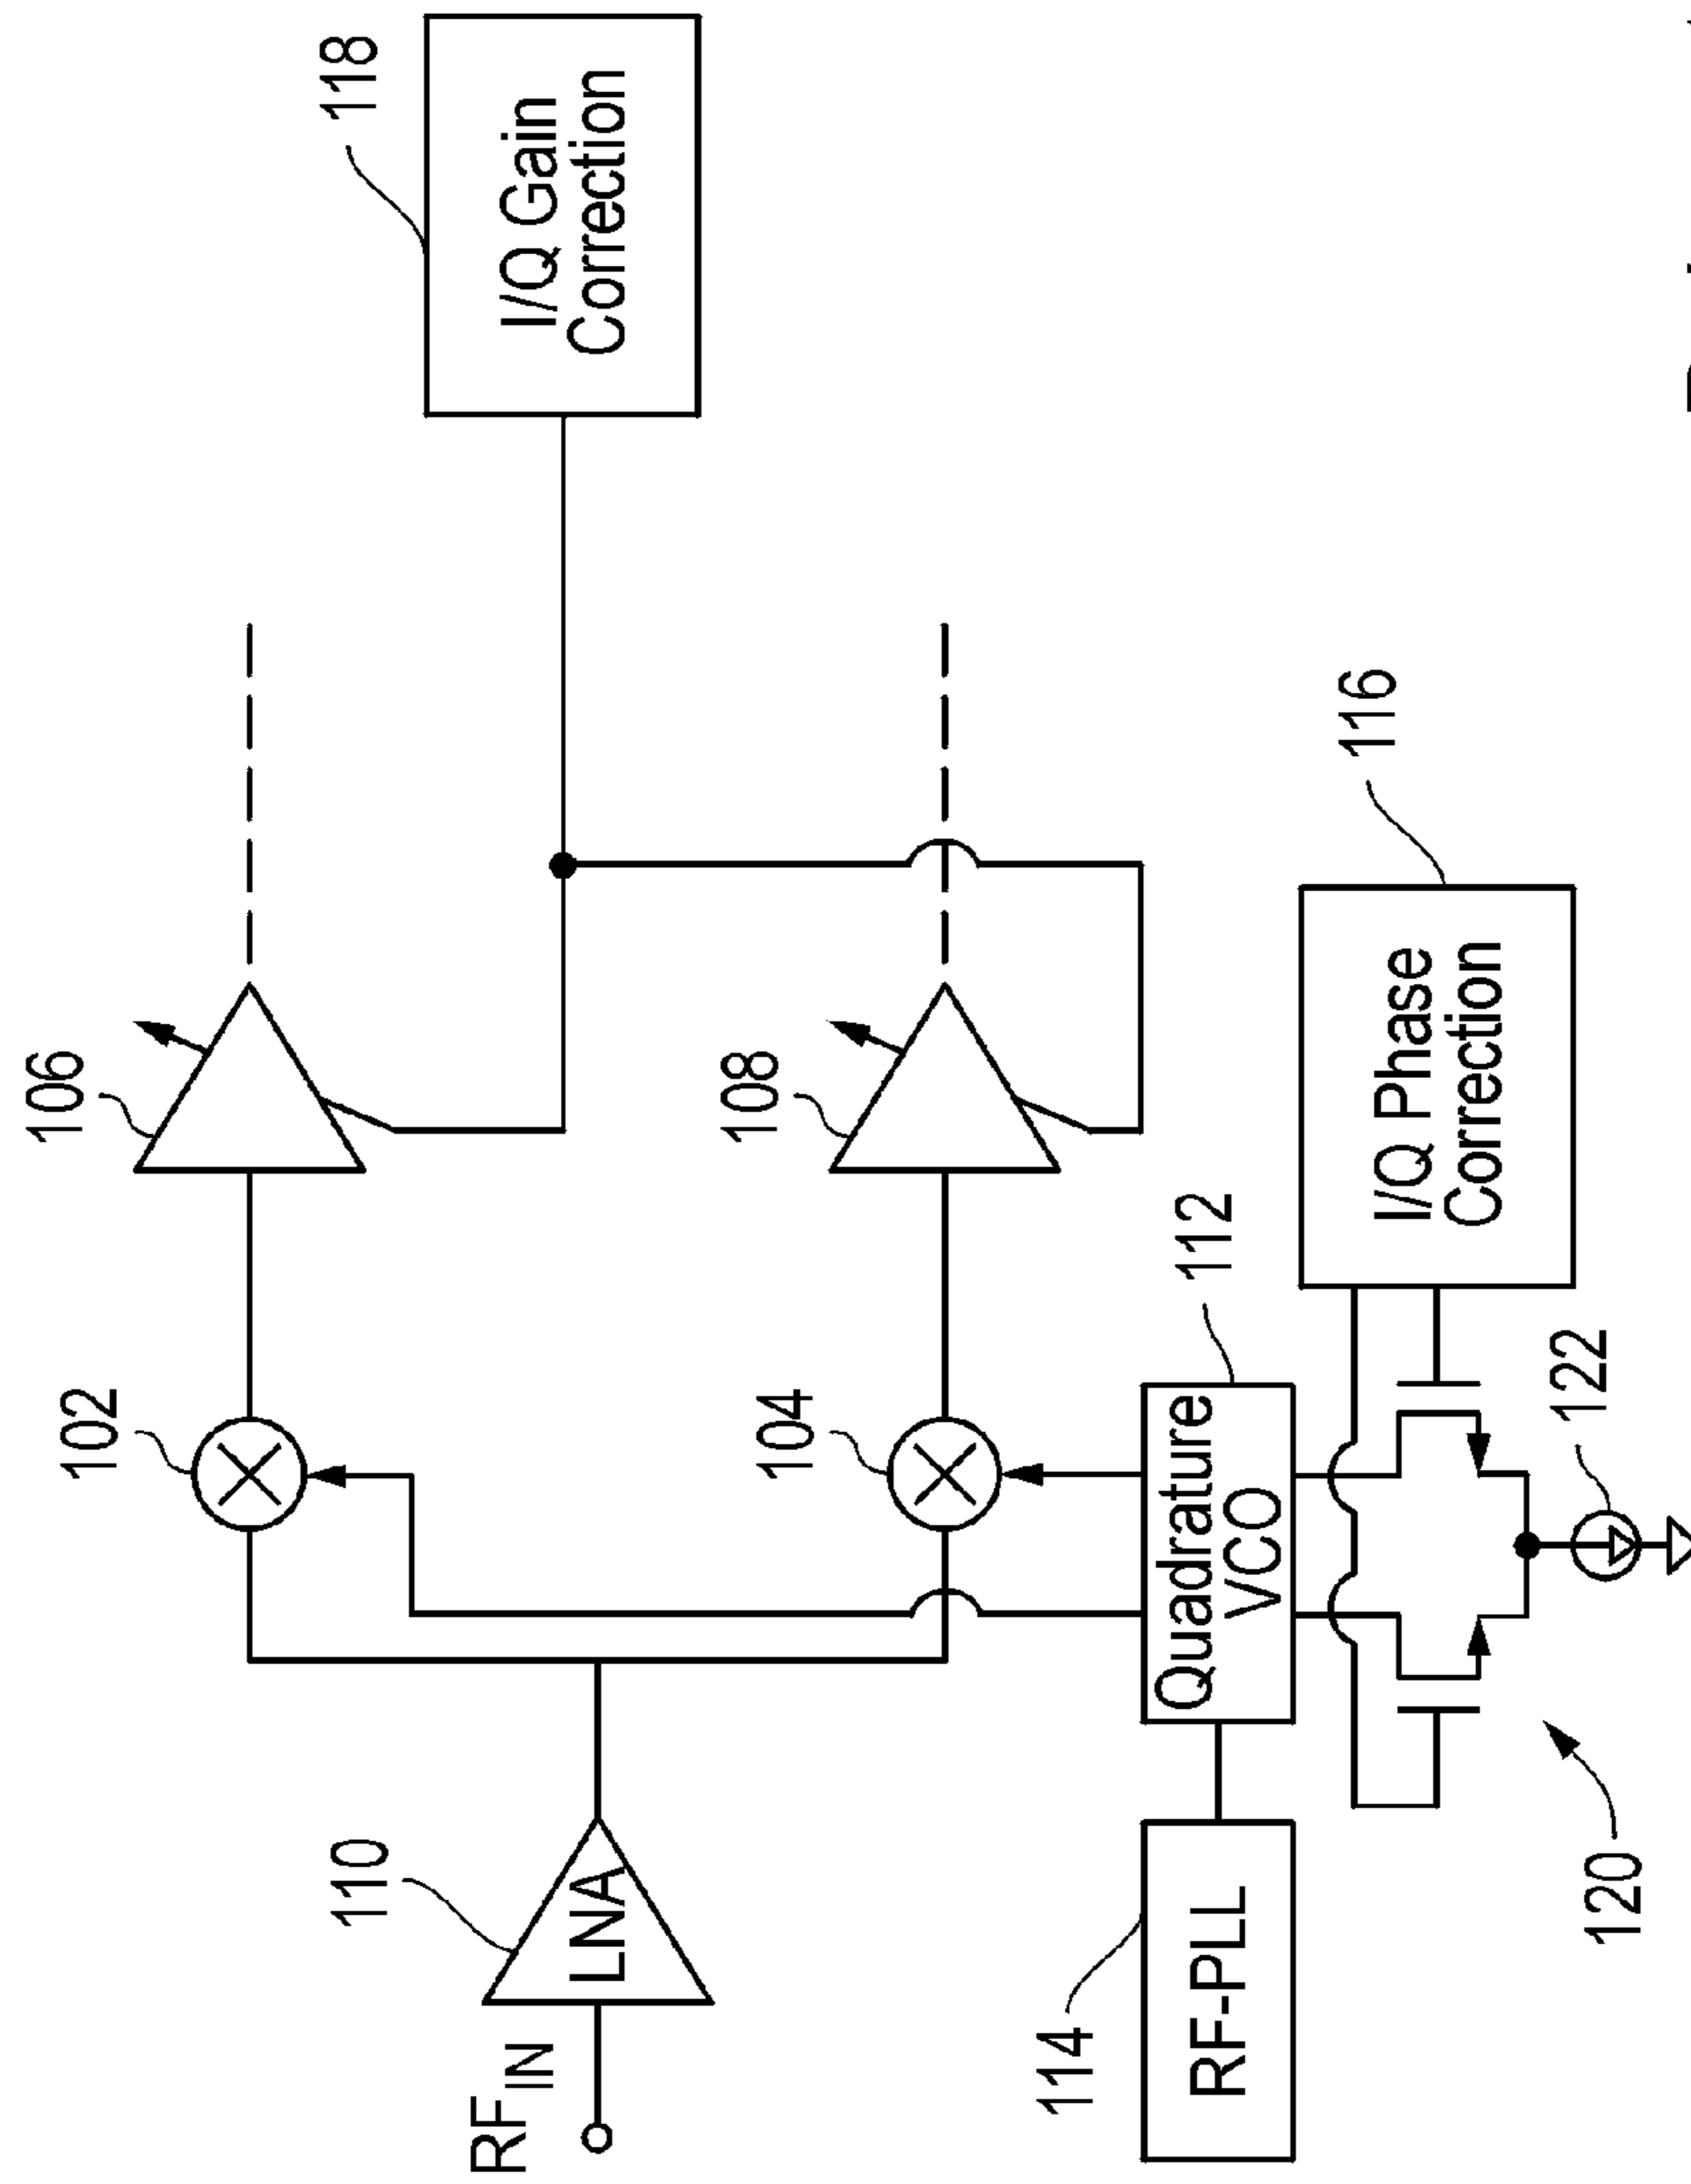 118
I/Q Gain
Correction
106
108
116
I/Q Phase
Correction
102
104
112
Quadrature
VCO
122
110
LNA
RF IN
114
RF-PLL
120